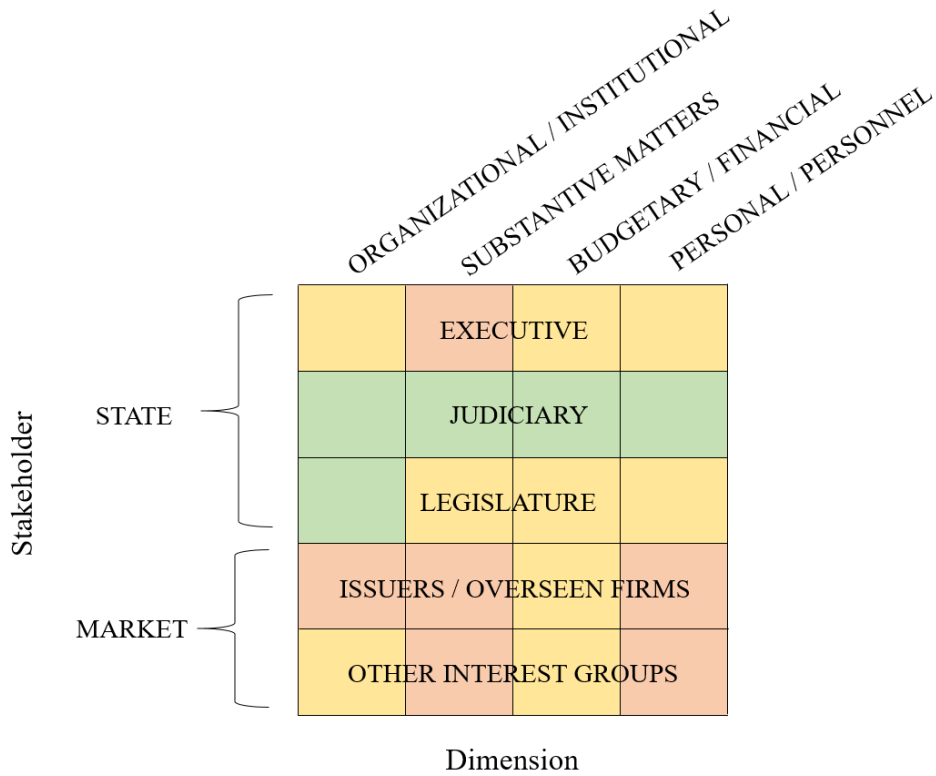 ORGANIZATIONAL / INSTITUTIONAL
SUBSTANTIVE MATTERS
BUDGETARY / FINANCIAL
PERSONAL / PERSONNEL
Stakeholder
STATE
EXECUTIVE
JUDICIARY
LEGISLATURE
MARKET
ISSUERS / OVERSEEN FIRMS
OTHER INTEREST GROUPS
Dimension